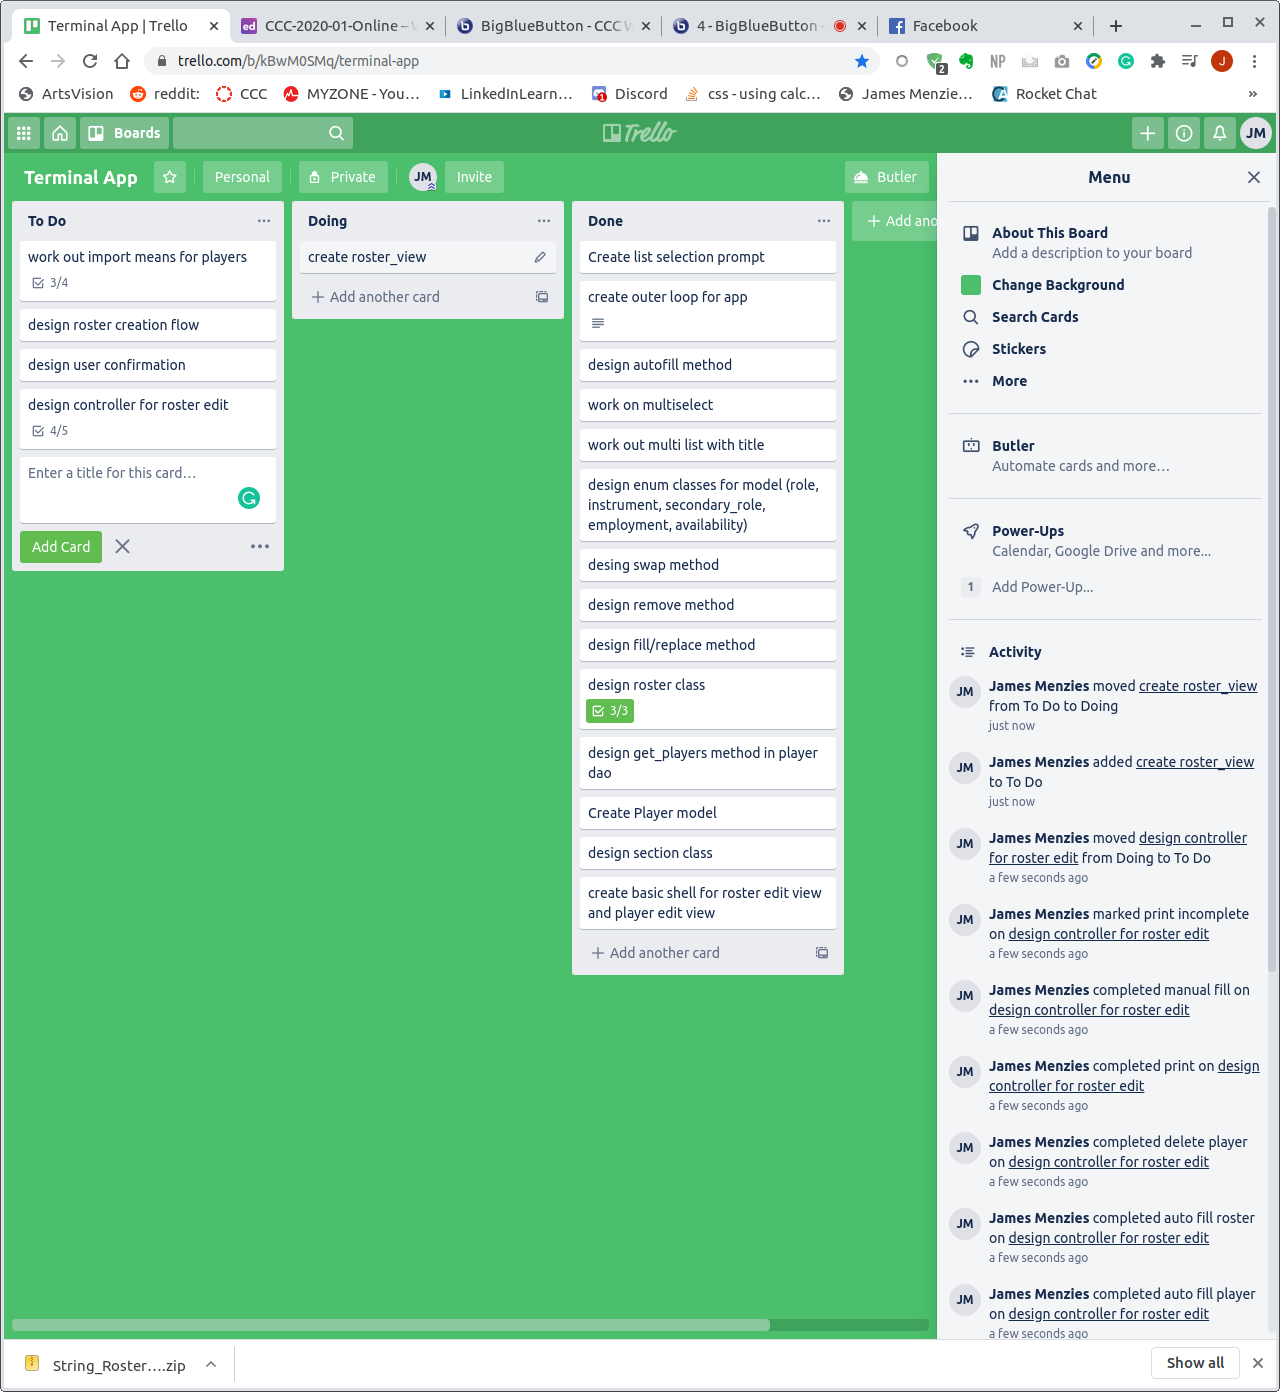 Terminal App | Trello
CCC-2020-01-Online – W
BigBlueButton - CCC W
4 - BigBlueButton -
Facebook
trello.com/b/kBwM0SMq/terminal-app
2
NP
J
ArtsVision
reddit:
CCC
MYZONE - You…
LinkedInLearn…
1
Discord
css - using calc…
James Menzie…
Rocket Chat
»
Boards
Trello
JM
Terminal App
Personal
Private
JM
Invite
Butler
To Do
work out import means for players
3/4
design roster creation flow
design user confirmation
design controller for roster edit
4/5
Enter a title for this card…
Add Card
Doing
create roster_view
Add another card
Done
Create list selection prompt
create outer loop for app
design autofill method
work on multiselect
work out multi list with title
design enum classes for model (role,
instrument, secondary_role,
employment, availability)
desing swap method
design remove method
design fill/replace method
design roster class
3/3
design get_players method in player
dao
Create Player model
design section class
create basic shell for roster edit view
and player edit view
Add another card
Add ano
Menu
About This Board
Add a description to your board
Change Background
Search Cards
Stickers
More
Butler
Automate cards and more…
Power-Ups
Calendar, Google Drive and more...
1 Add Power-Up...
Activity
JM
James Menzies moved create roster_view
from To Do to Doing
just now
JM
James Menzies added create roster_view
to To Do
just now
JM
James Menzies moved design controller
for roster edit from Doing to To Do
a few seconds ago
JM
James Menzies marked print incomplete
on design controller for roster edit
a few seconds ago
JM
James Menzies completed manual fill on
design controller for roster edit
a few seconds ago
JM
James Menzies completed print on design
controller for roster edit
a few seconds ago
JM
James Menzies completed delete player
on design controller for roster edit
a few seconds ago
JM
James Menzies completed auto fill roster
on design controller for roster edit
a few seconds ago
JM
James Menzies completed auto fill player
on design controller for roster edit
a few seconds ago
String_Roster….zip
Show all